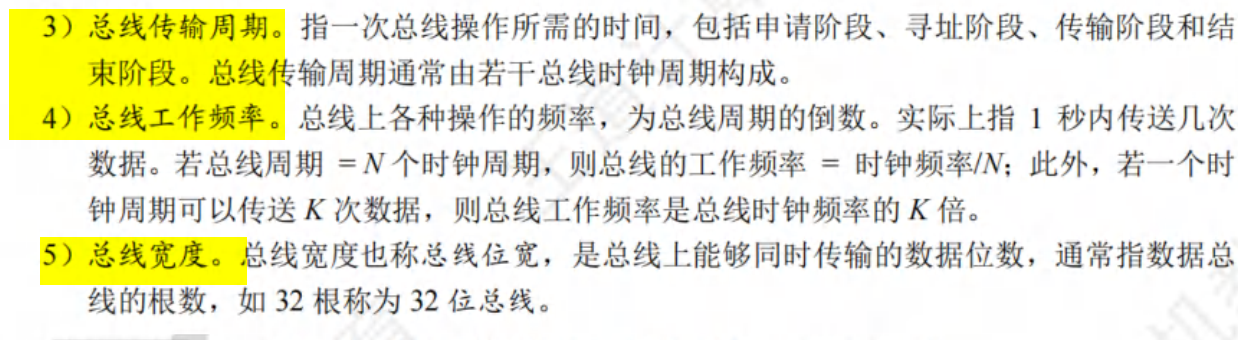 3）总线传输周期。指一次总线操作所需的时间，包括申请阶段、寻址阶段、传输阶段和结
束阶段。总线传输周期通常由若干总线时钟周期构成。
4）总线工作频率。总线上各种操作的频率，为总线周期的倒数。实际上指 1 秒内传送几次
数据。若总线周期 = N 个时钟周期，则总线的工作频率 = 时钟频率/N；此外，若一个时
钟周期可以传送 K 次数据，则总线工作频率是总线时钟频率的 K 倍。
5）总线宽度。总线宽度也称总线位宽，是总线上能够同时传输的数据位数，通常指数据总
线的根数，如 32 根称为 32 位总线。